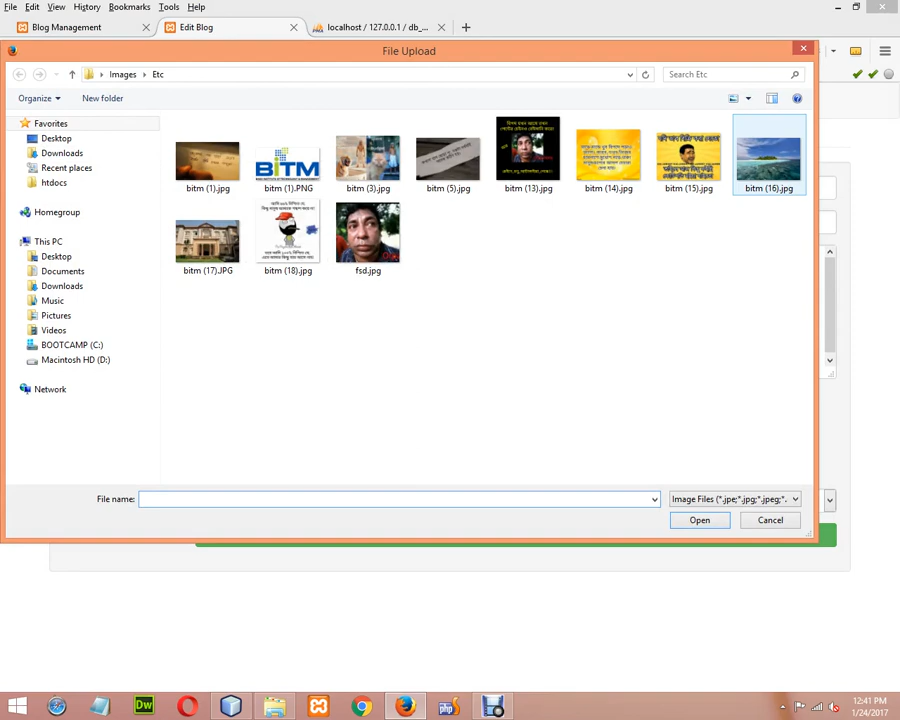 File Edit View History Bookmarks Tools Help
Blog Management
Edit Blog
localhost / 127.0.0.1 / db_...
File Upload
Images
Etc
Search Etc
Organize
New folder
Favorites
Desktop
Downloads
Recent places
htdocs
Homegroup
This PC
Desktop
Documents
Downloads
Music
Pictures
Videos
BOOTCAMP (C:)
Macintosh HD (D:)
Network
BiTM
bitm (1).jpg
bitm (1).PNG
bitm (3).jpg
bitm (5).jpg
bitm (13).jpg
bitm (14).jpg
bitm (15).jpg
bitm (16).jpg
bitm (17).JPG
bitm (18).jpg
fsd.jpg
File name:
Image Files (*.jpe;*.jpg;*.jpeg;*.
Open
Cancel
Dw
php
12:41 PM
1/24/2017